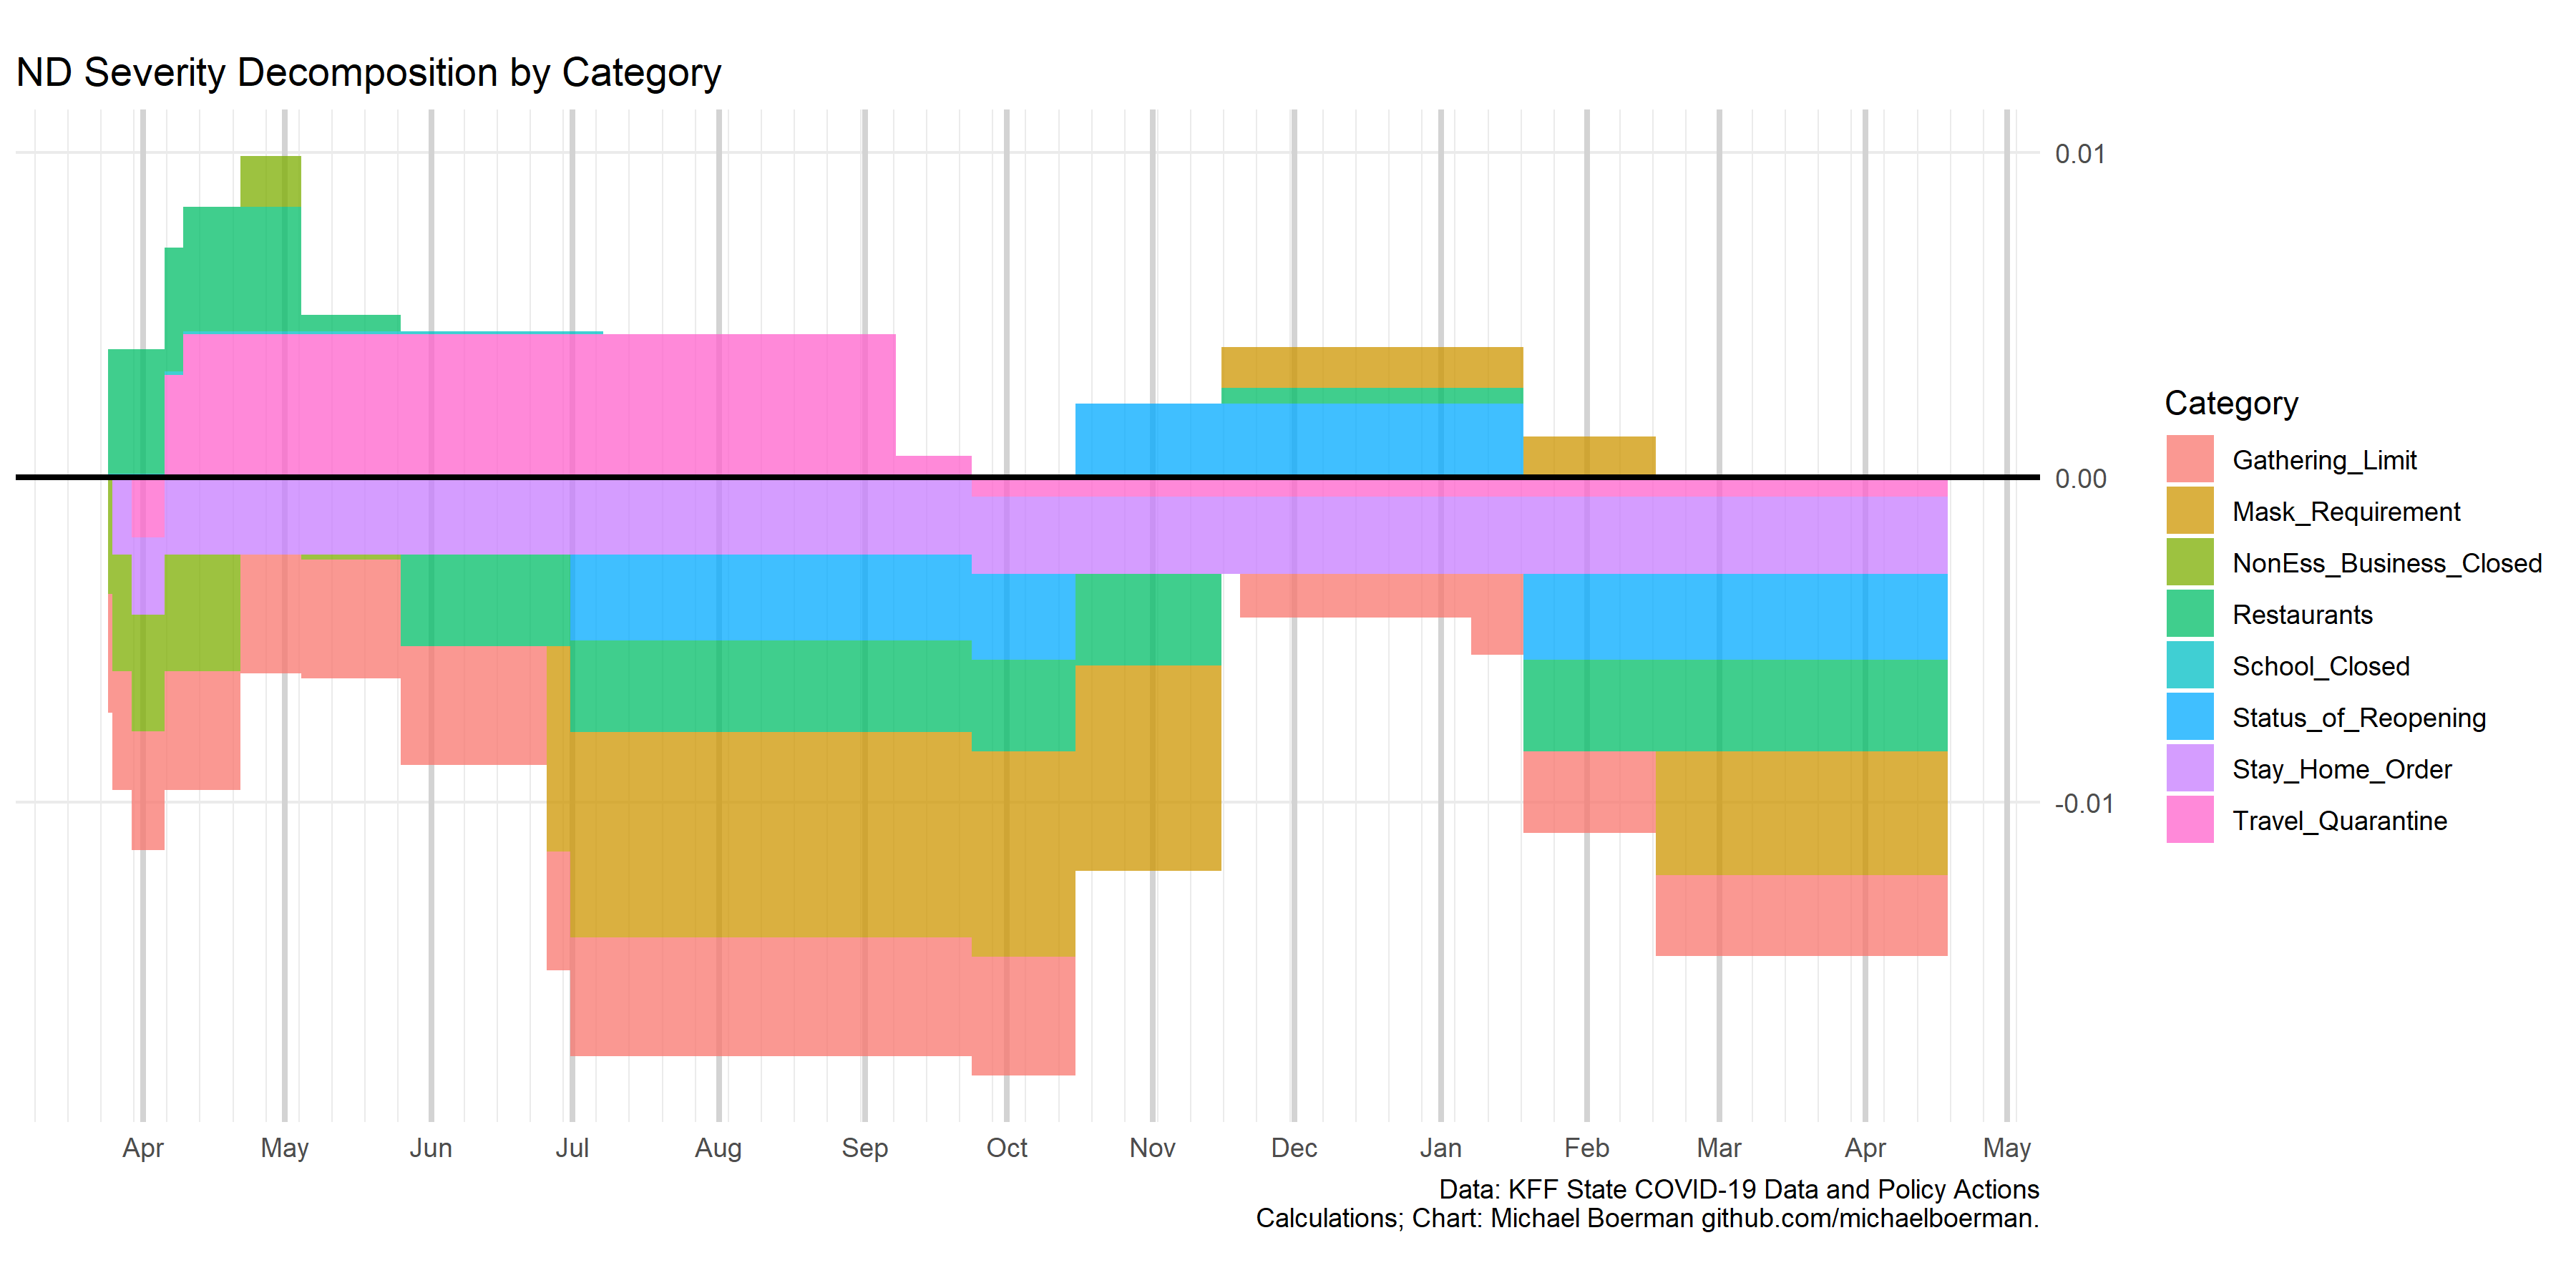 ND Severity Decomposition by Category
0.01
0.00
-0.01
Apr May Jun Jul Aug Sep Oct Nov Dec Jan Feb Mar Apr May
Data: KFF State COVID-19 Data and Policy Actions
Calculations; Chart: Michael Boerman github.com/michaelboerman.
Category
Gathering_Limit
Mask_Requirement
NonEss_Business_Closed
Restaurants
School_Closed
Status_of_Reopening
Stay_Home_Order
Travel_Quarantine